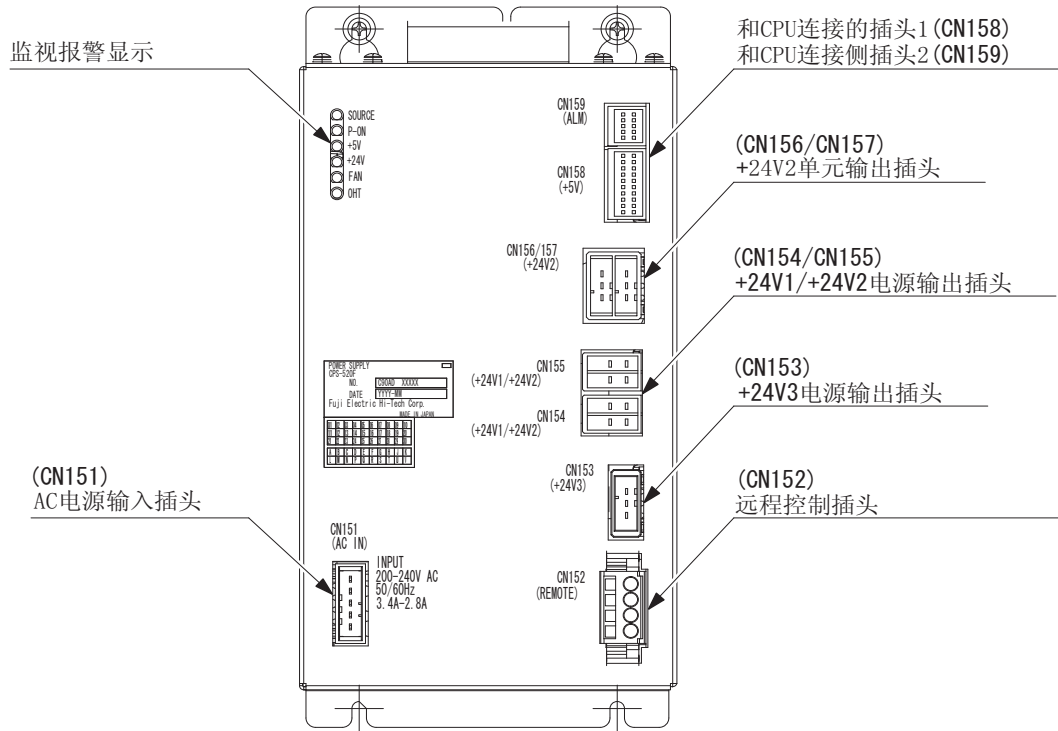 监视报警显示
SOURCE
P-ON
+5V
+24V
FAN
OHT
和CPU连接的插头1(CN158)
和CPU连接侧插头2(CN159)
CN159
(ALM)
CN158
(+5V)
(CN156/CN157)
+24V2单元输出插头
CN156/157
(+24V2)
(CN154/CN155)
+24V1/+24V2电源输出插头
CN155
(+24V1/+24V2)
CN154
(+24V1/+24V2)
POWER SUPPLY
CPS-520F
NO. C90AD XXXXX
DATE YYYY-MM
Fuji Electric Hi-Tech Corp.
MADE IN JAPAN
(CN153)
+24V3电源输出插头
CN153
(+24V3)
(CN151)
AC电源输入插头
(CN152)
远程控制插头
CN151
(AC IN)
INPUT
200-240V AC
50/60Hz
3.4A-2.8A
CN152
(REMOTE)